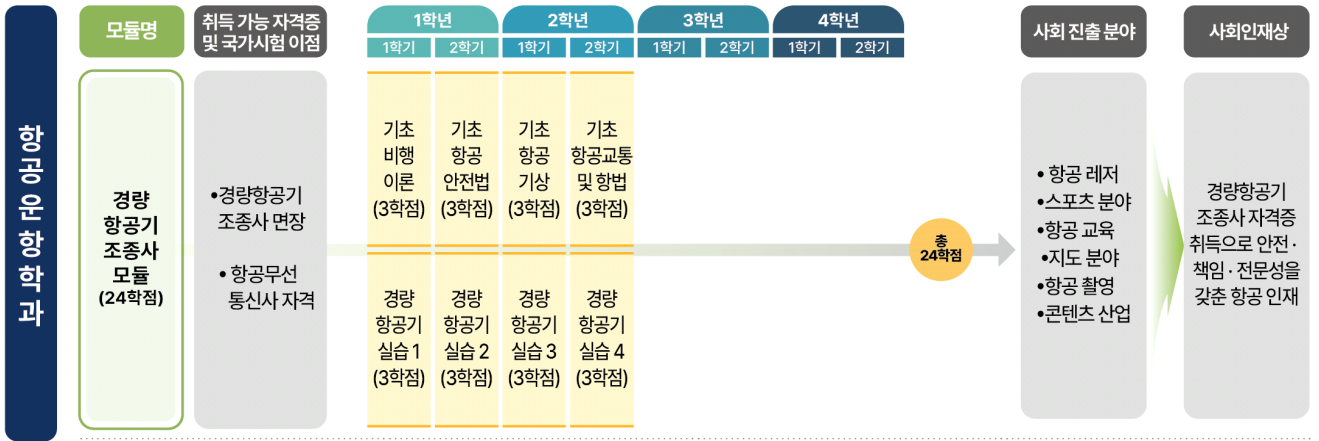 항공운항학과
모듈명
경량
항공기
조종사
모듈
(24학점)
취득 가능 자격증
및 국가시험 이점
•경량항공기
조종사 면장
• 항공무선
통신사 자격
1학년
2학년
3학년
4학년
1학기
2학기
1학기
2학기
1학기
2학기
1학기
2학기
기초
비행
이론
(3학점)
기초
항공
안전법
(3학점)
기초
항공
기상
(3학점)
기초
항공교통
및 항법
(3학점)
경량
항공기
실습 1
(3학점)
경량
항공기
실습 2
(3학점)
경량
항공기
실습 3
(3학점)
경량
항공기
실습 4
(3학점)
총
24학점
사회 진출 분야
• 항공 레저
•스포츠 분야
•항공 교육
•지도 분야
•항공 촬영
•콘텐츠 산업
사회인재상
경량항공기
조종사 자격증
취득으로 안전·
책임·전문성을
갖춘 항공 인재